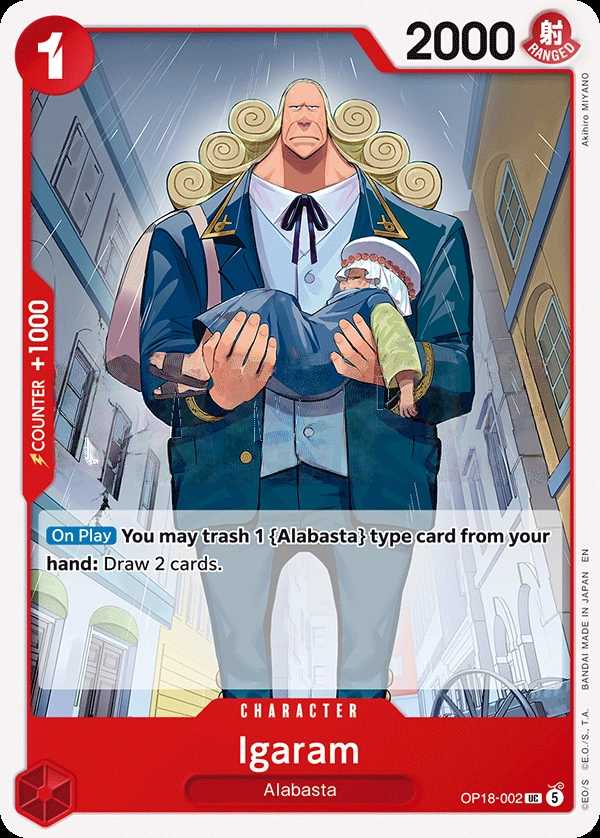 1
2000
射
RANGED
Akihiro MIYANO
COUNTER +1000
On Play You may trash 1 {Alabasta} type card from your
hand: Draw 2 cards.
BANDAI MADE IN JAPAN EN
©E.O./S., T.A.
©EO/S
CHARACTER
Igaram
Alabasta
OP18-002 UC 5